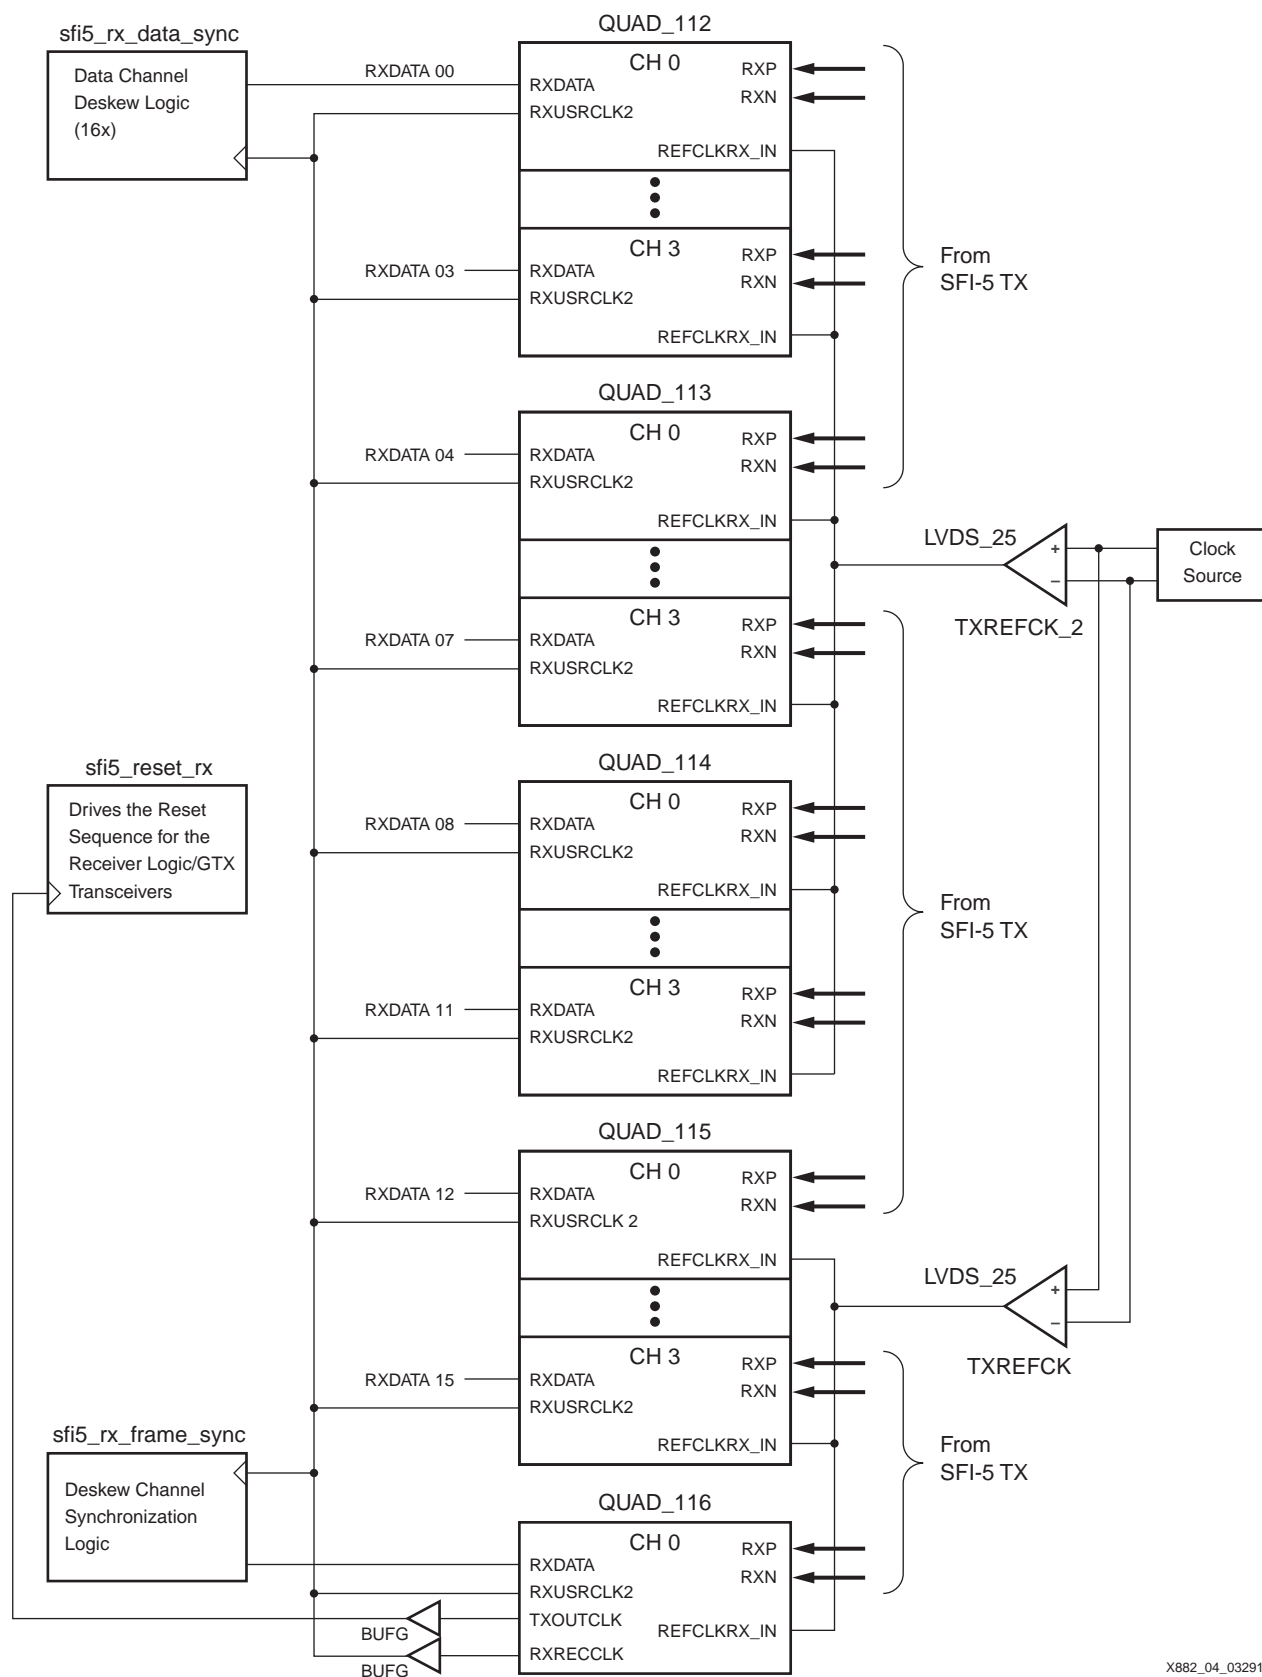 sfi5_rx_data_sync
Data Channel
Deskew Logic
(16x)
QUAD_112
CH 0
RXDATA 00
RXDATA
RXUSRCLK2
RXP
RXN
REFCLKRX_IN
CH 3
RXDATA 03
RXDATA
RXUSRCLK2
RXP
RXN
REFCLKRX_IN
From
SFI-5 TX
QUAD_113
CH 0
RXDATA 04
RXDATA
RXUSRCLK2
RXP
RXN
REFCLKRX_IN
LVDS_25
+
–
TXREFCK_2
Clock
Source
CH 3
RXDATA 07
RXDATA
RXUSRCLK2
RXP
RXN
REFCLKRX_IN
sfi5_reset_rx
Drives the Reset
Sequence for the
Receiver Logic/GTX
Transceivers
QUAD_114
CH 0
RXDATA 08
RXDATA
RXUSRCLK2
RXP
RXN
REFCLKRX_IN
From
SFI-5 TX
CH 3
RXDATA 11
RXDATA
RXUSRCLK2
RXP
RXN
REFCLKRX_IN
QUAD_115
CH 0
RXDATA 12
RXDATA
RXUSRCLK 2
RXP
RXN
REFCLKRX_IN
LVDS_25
+
–
TXREFCK
CH 3
RXDATA 15
RXDATA
RXUSRCLK2
RXP
RXN
REFCLKRX_IN
From
SFI-5 TX
sfi5_rx_frame_sync
Deskew Channel
Synchronization
Logic
QUAD_116
CH 0
RXDATA
RXUSRCLK2
TXOUTCLK
RXRECCLK
RXP
RXN
REFCLKRX_IN
BUFG
BUFG
X882_04_03291